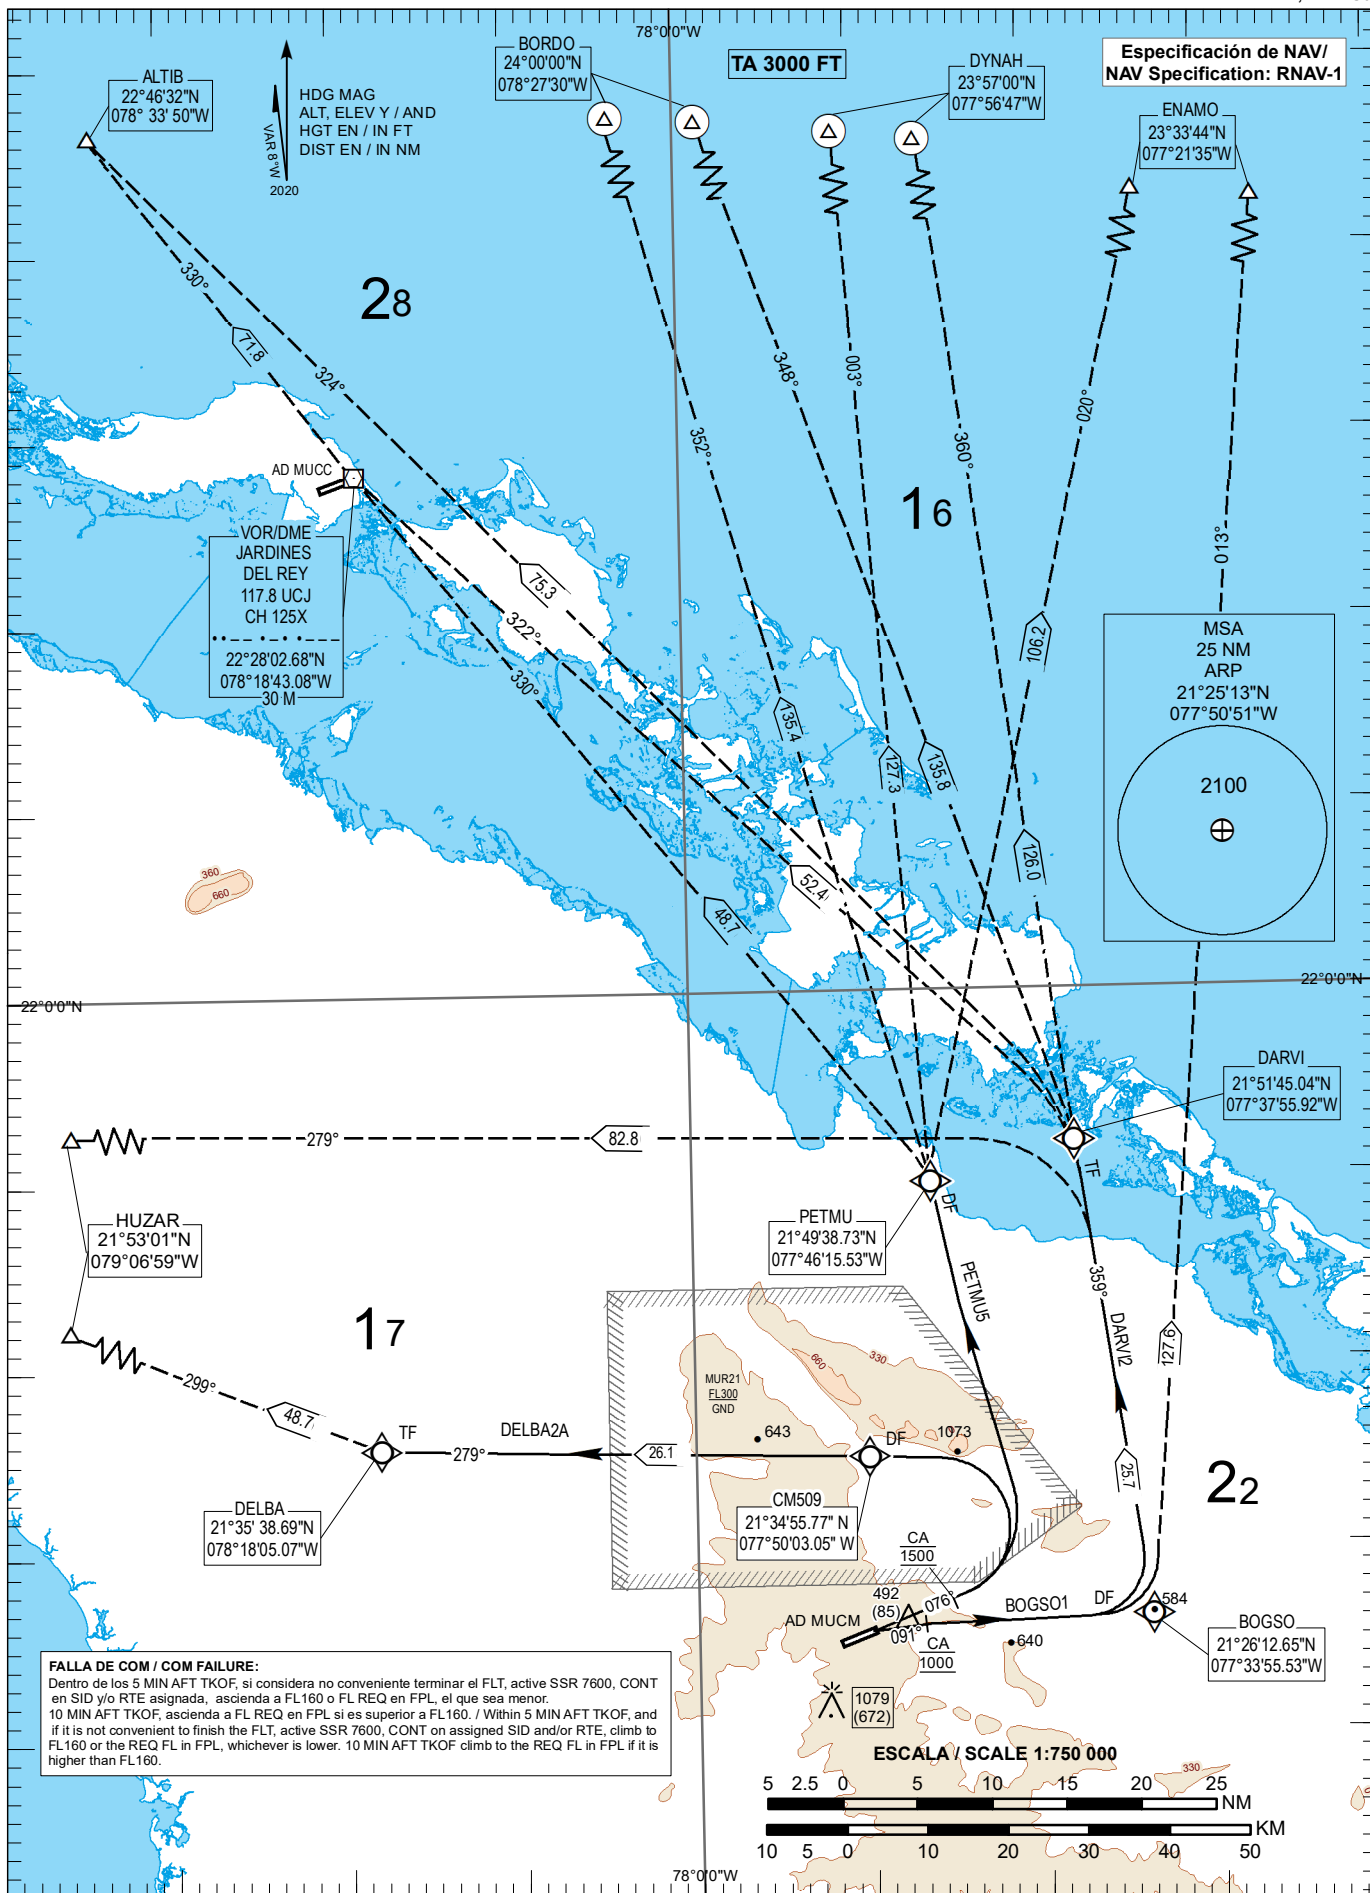 78°0'0"W
BORDO
24°00'00"N
078°27'30"W
TA 3000 FT
DYNAH
23°57'00"N
077°56'47"W
Especificación de NAV/
NAV Specification: RNAV-1
ALTIB
22°46'32"N
078° 33' 50"W
VAR 8°W
2020
HDG MAG
ALT, ELEV Y / AND
HGT EN / IN FT
DIST EN / IN NM
ENAMO
23°33'44"N
077°21'35"W
330°
28
71.8
324°
352°
348°
003°
360°
020°
013°
AD MUCC
16
VOR/DME
JARDINES
DEL REY
117.8 UCJ
CH 125X
22°28'02.68"N
078°18'43.08"W
30 M
75.3
322°
330°
106.2
135.4
127.3
135.8
126.0
MSA
25 NM
ARP
21°25'13"N
077°50'51"W
2100
360
660
52.4
48.7
22°0'0"N
22°0'0"N
DARVI
21°51'45.04"N
077°37'55.92"W
279°
82.8
TF
DF
HUZAR
21°53'01"N
079°06'59"W
PETMU
21°49'38.73"N
077°46'15.53"W
PETMU5
359°
DARVI2
127.6
17
MUR21
FL300
GND
660
330
299°
48.7
TF
DELBA2A
279°
26.1
643
DF
1073
25.7
22
DELBA
21°35' 38.69"N
078°18'05.07"W
CM509
21°34'55.77" N
077°50'03.05" W
CA
1500
492
(85)
076°
BOGSO1
DF
584
AD MUCM
091°
CA
1000
640
BOGSO
21°26'12.65"N
077°33'55.53"W
1079
(672)
FALLA DE COM / COM FAILURE:
Dentro de los 5 MIN AFT TKOF, si considera no conveniente terminar el FLT, active SSR 7600, CONT
en SID y/o RTE asignada, ascienda a FL160 o FL REQ en FPL, el que sea menor.
10 MIN AFT TKOF, ascienda a FL REQ en FPL si es superior a FL160. / Within 5 MIN AFT TKOF, and
if it is not convenient to finish the FLT, active SSR 7600, CONT on assigned SID and/or RTE, climb to
FL160 or the REQ FL in FPL, whichever is lower. 10 MIN AFT TKOF climb to the REQ FL in FPL if it is
higher than FL160.
ESCALA / SCALE 1:750 000
330
5 2.5 0 5 10 15 20 25
NM
KM
10 5 0 10 20 30 40 50
78°0'0"W